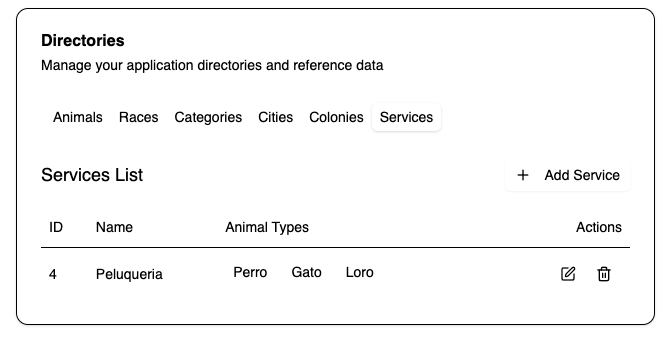 Directories
Manage your application directories and reference data
Animals Races Categories Cities Colonies Services
Services List + Add Service
ID Name Animal Types Actions
4 Peluqueria Perro Gato Loro